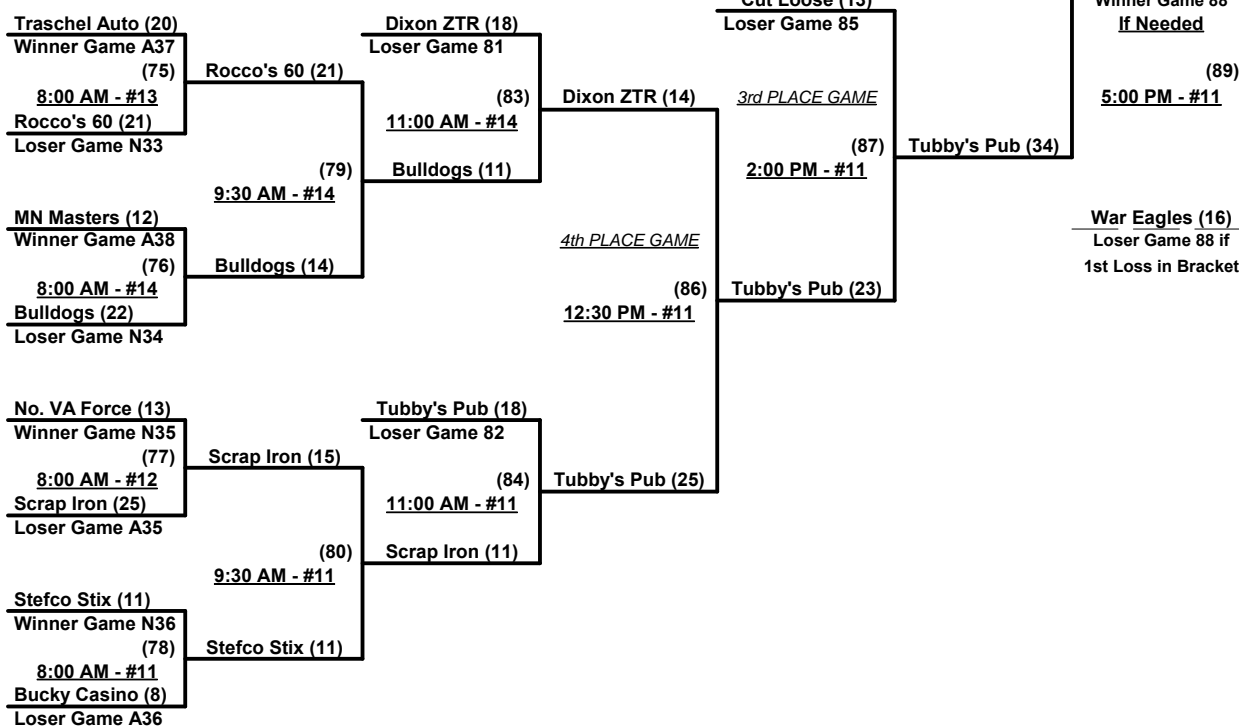 Cut Loose (13)
Winner Game 88
Traschel Auto (20)
Dixon ZTR (18)
Loser Game 85
If Needed
Winner Game A37
Loser Game 81
(75)
Rocco's 60 (21)
(89)
8:00 AM - #13
(83)
Dixon ZTR (14)
3rd PLACE GAME
5:00 PM - #11
Rocco's 60 (21)
11:00 AM - #14
Loser Game N33
(87)
Tubby's Pub (34)
(79)
Bulldogs (11)
2:00 PM - #11
9:30 AM - #14
MN Masters (12)
War Eagles (16)
Winner Game A38
4th PLACE GAME
Loser Game 88 if
(76)
Bulldogs (14)
1st Loss in Bracket
8:00 AM - #14
(86)
Tubby's Pub (23)
Bulldogs (22)
12:30 PM - #11
Loser Game N34
No. VA Force (13)
Tubby's Pub (18)
Winner Game N35
Loser Game 82
(77)
Scrap Iron (15)
8:00 AM - #12
(84)
Tubby's Pub (25)
Scrap Iron (25)
11:00 AM - #11
Loser Game A35
(80)
Scrap Iron (11)
9:30 AM - #11
Stefco Stix (11)
Winner Game N36
(78)
Stefco Stix (11)
8:00 AM - #11
Bucky Casino (8)
Loser Game A36